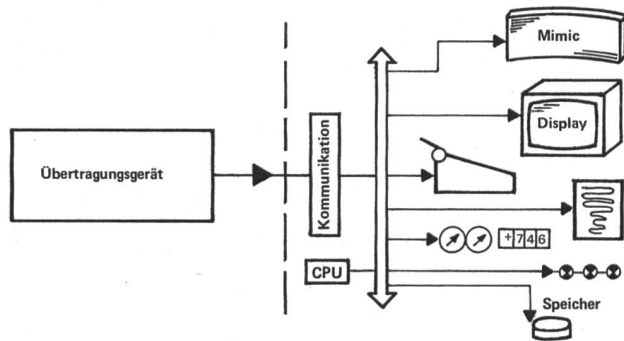 Mimic
Display
Übertragungsgerät
Kommunikation
+746
CPU
Speicher